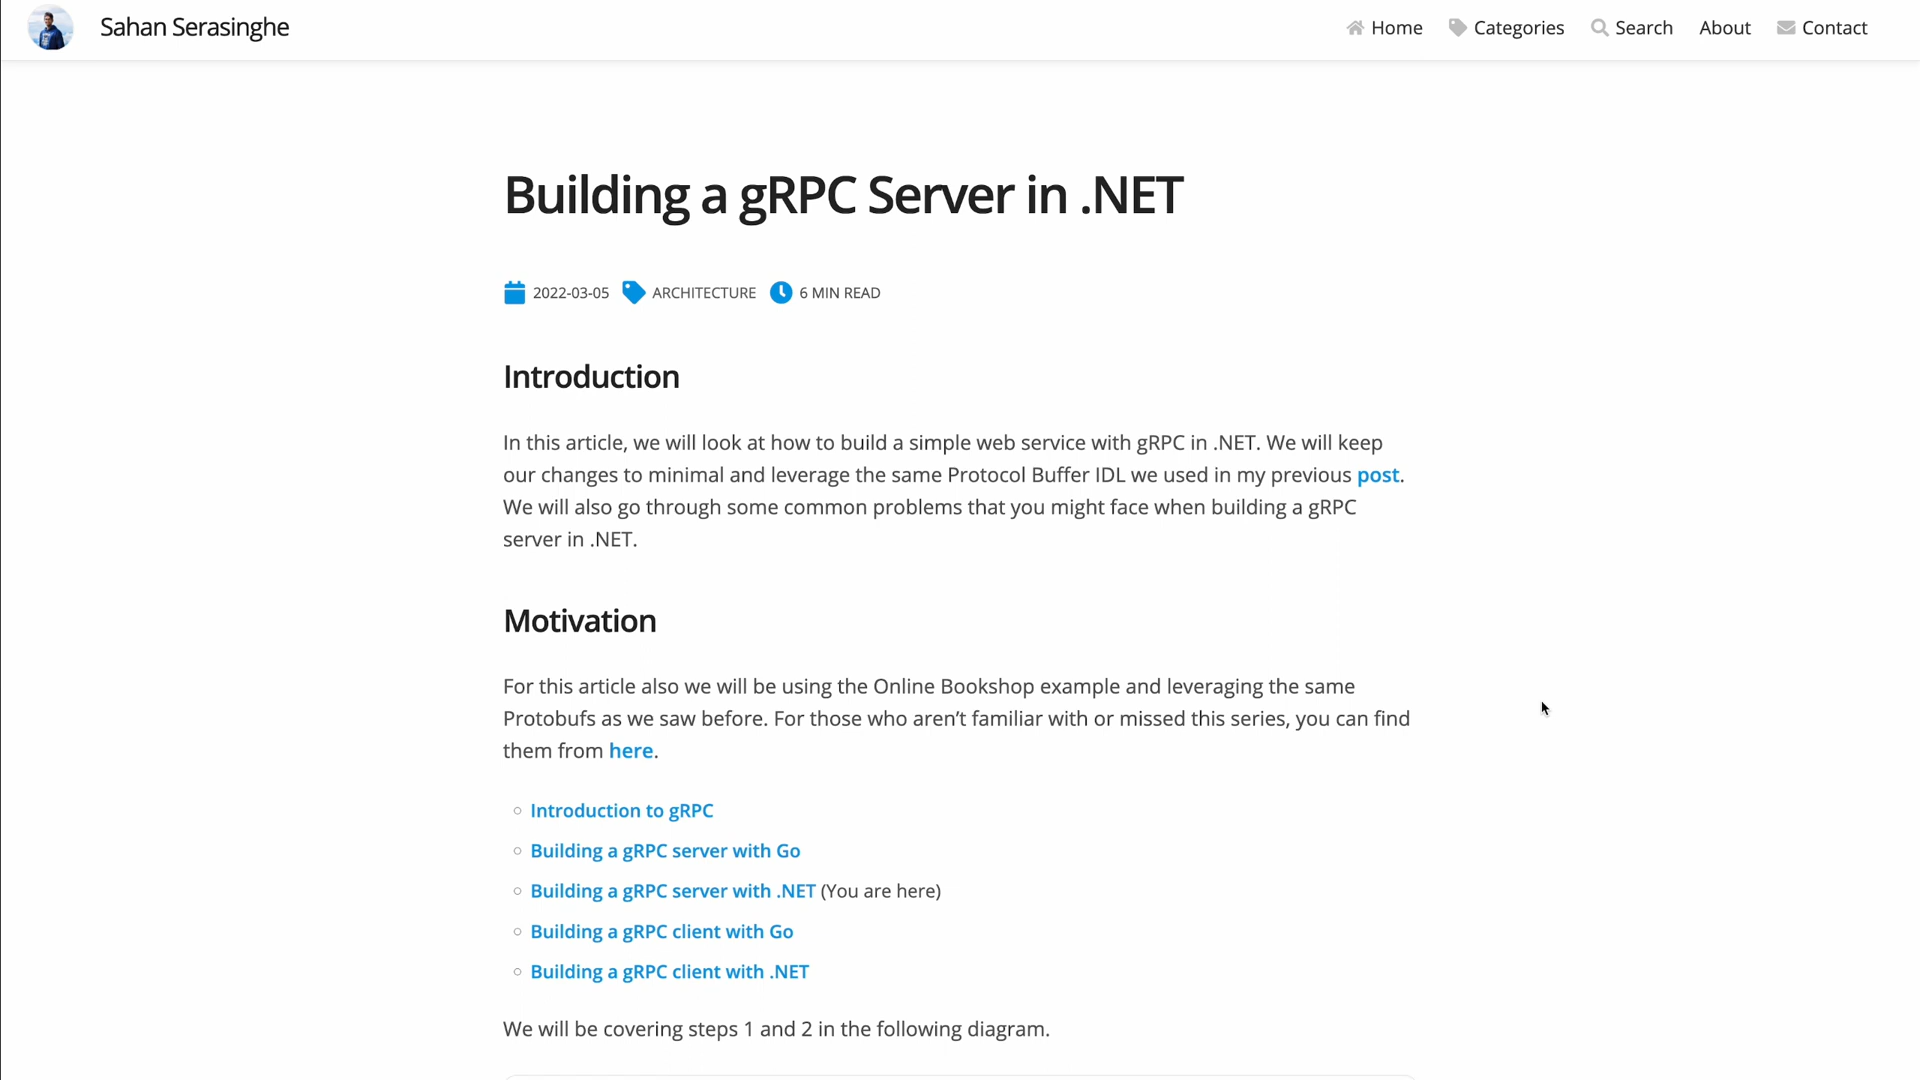 Sahan Serasinghe
Home
Categories
Search
About
Contact
Building a gRPC Server in .NET
2022-03-05
ARCHITECTURE
6 MIN READ
Introduction
In this article, we will look at how to build a simple web service with gRPC in .NET. We will keep
our changes to minimal and leverage the same Protocol Buffer IDL we used in my previous post.
We will also go through some common problems that you might face when building a gRPC
server in .NET.
Motivation
For this article also we will be using the Online Bookshop example and leveraging the same
Protobufs as we saw before. For those who aren’t familiar with or missed this series, you can find
them from here.
Introduction to gRPC
Building a gRPC server with Go
Building a gRPC server with .NET (You are here)
Building a gRPC client with Go
Building a gRPC client with .NET
We will be covering steps 1 and 2 in the following diagram.